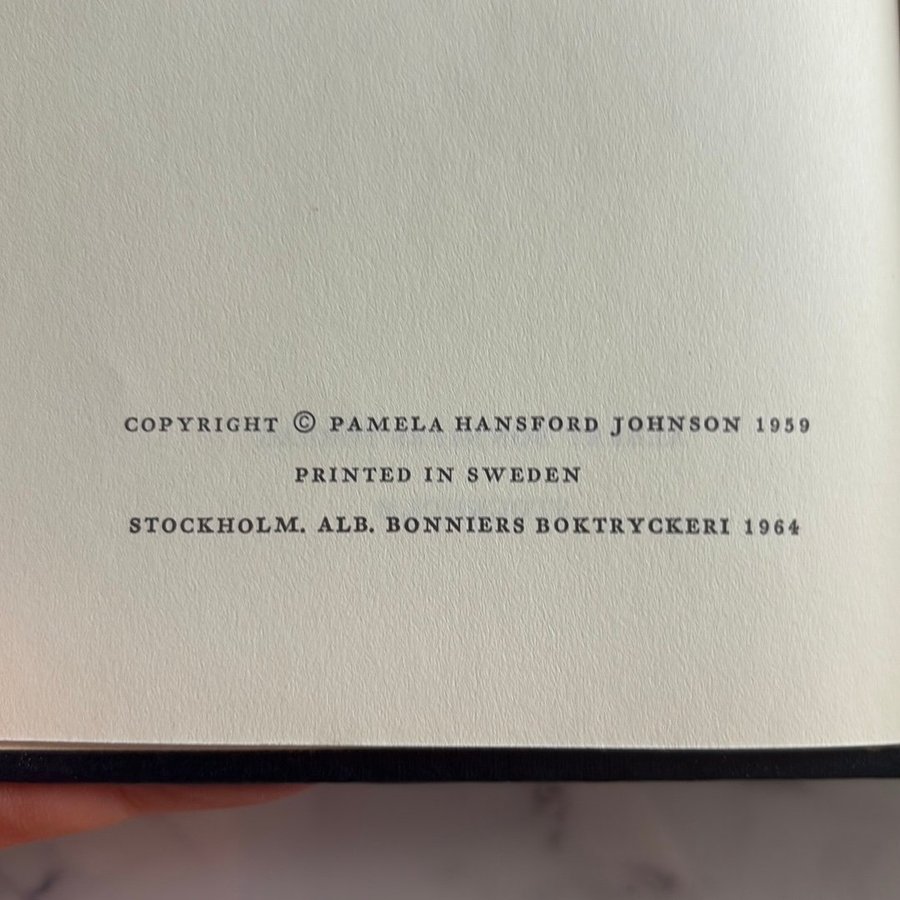 COPYRIGHT © PAMELA HANSFORD JOHNSON 1959
PRINTED IN SWEDEN
STOCKHOLM. ALB. BONNIERS BOKTRYCKERI 1964